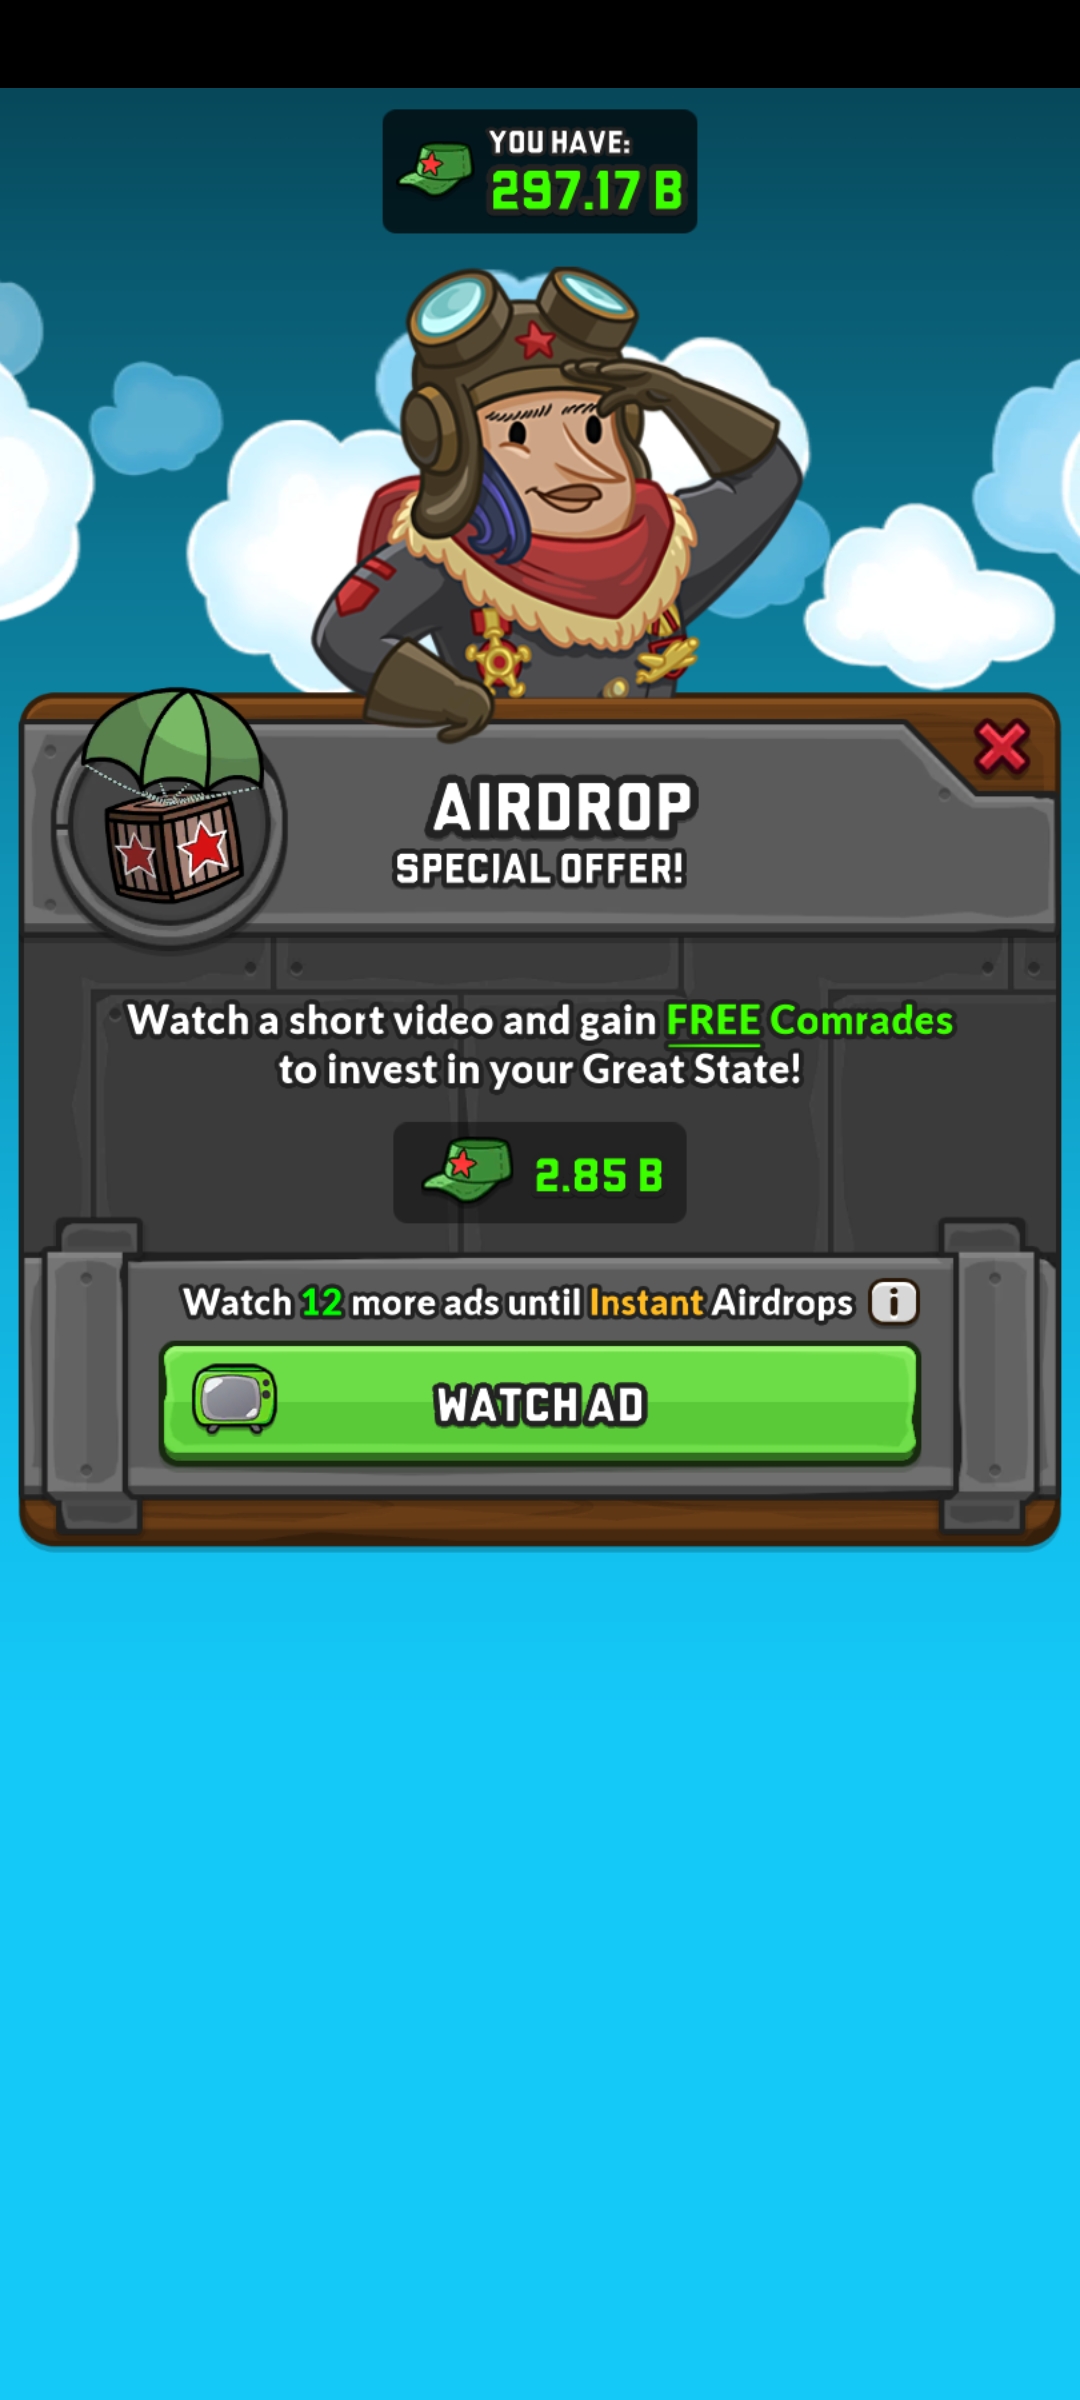 YOU HAVE:
297.17 B
AIRDROP
SPECIAL OFFER!
Watch a short video and gain FREE Comrades
to invest in your Great State!
2.85 B
Watch 12 more ads until Instant Airdrops i
WATCH AD